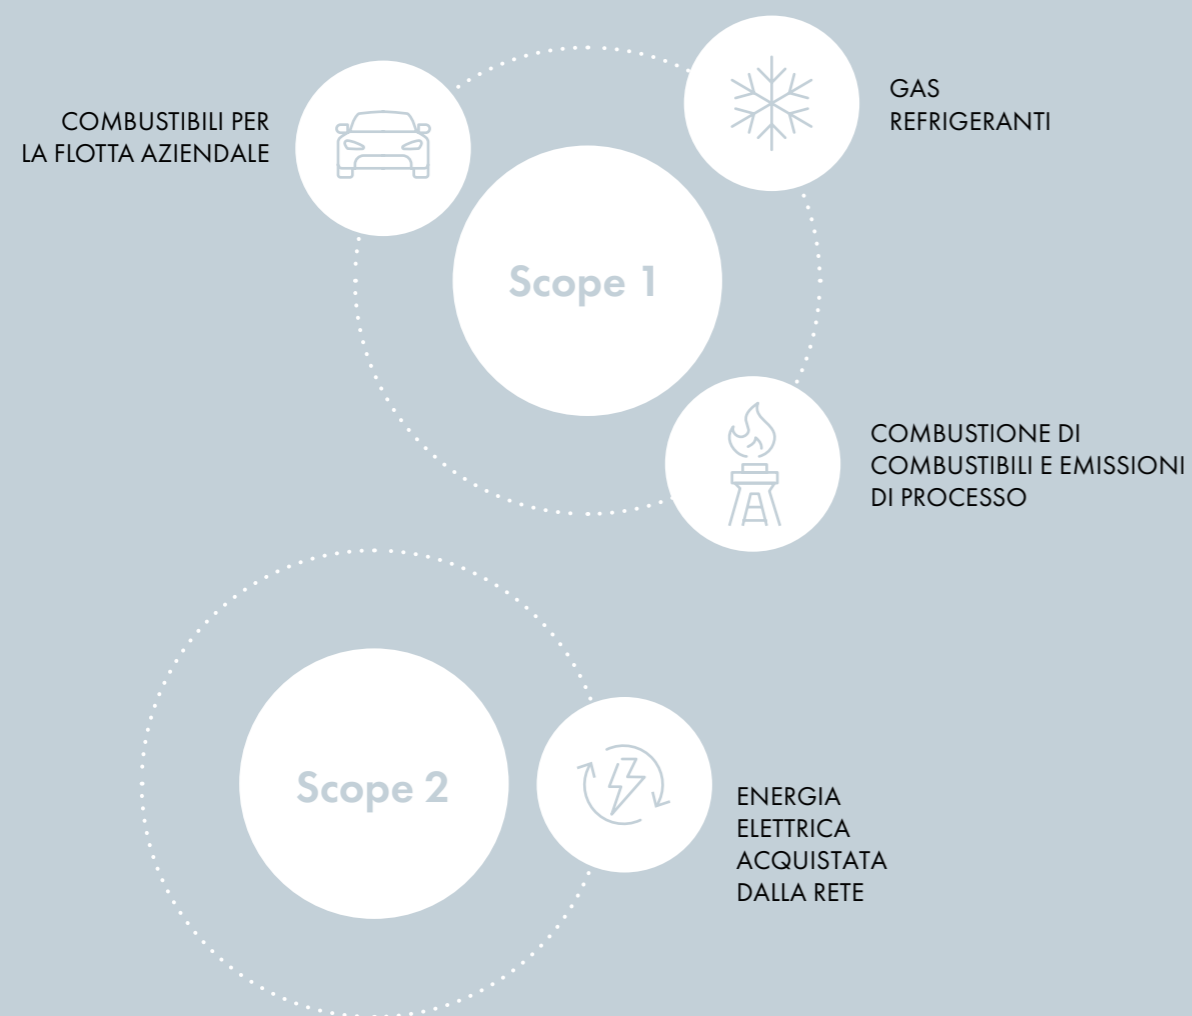 COMBUSTIBILI PER
LA FLOTTA AZIENDALE
GAS
REFRIGERANTI
Scope 1
COMBUSTIONE DI
COMBUSTIBILI E EMISSIONI
DI PROCESSO
Scope 2
ENERGIA
ELETTRICA
ACQUISTATA
DALLA RETE